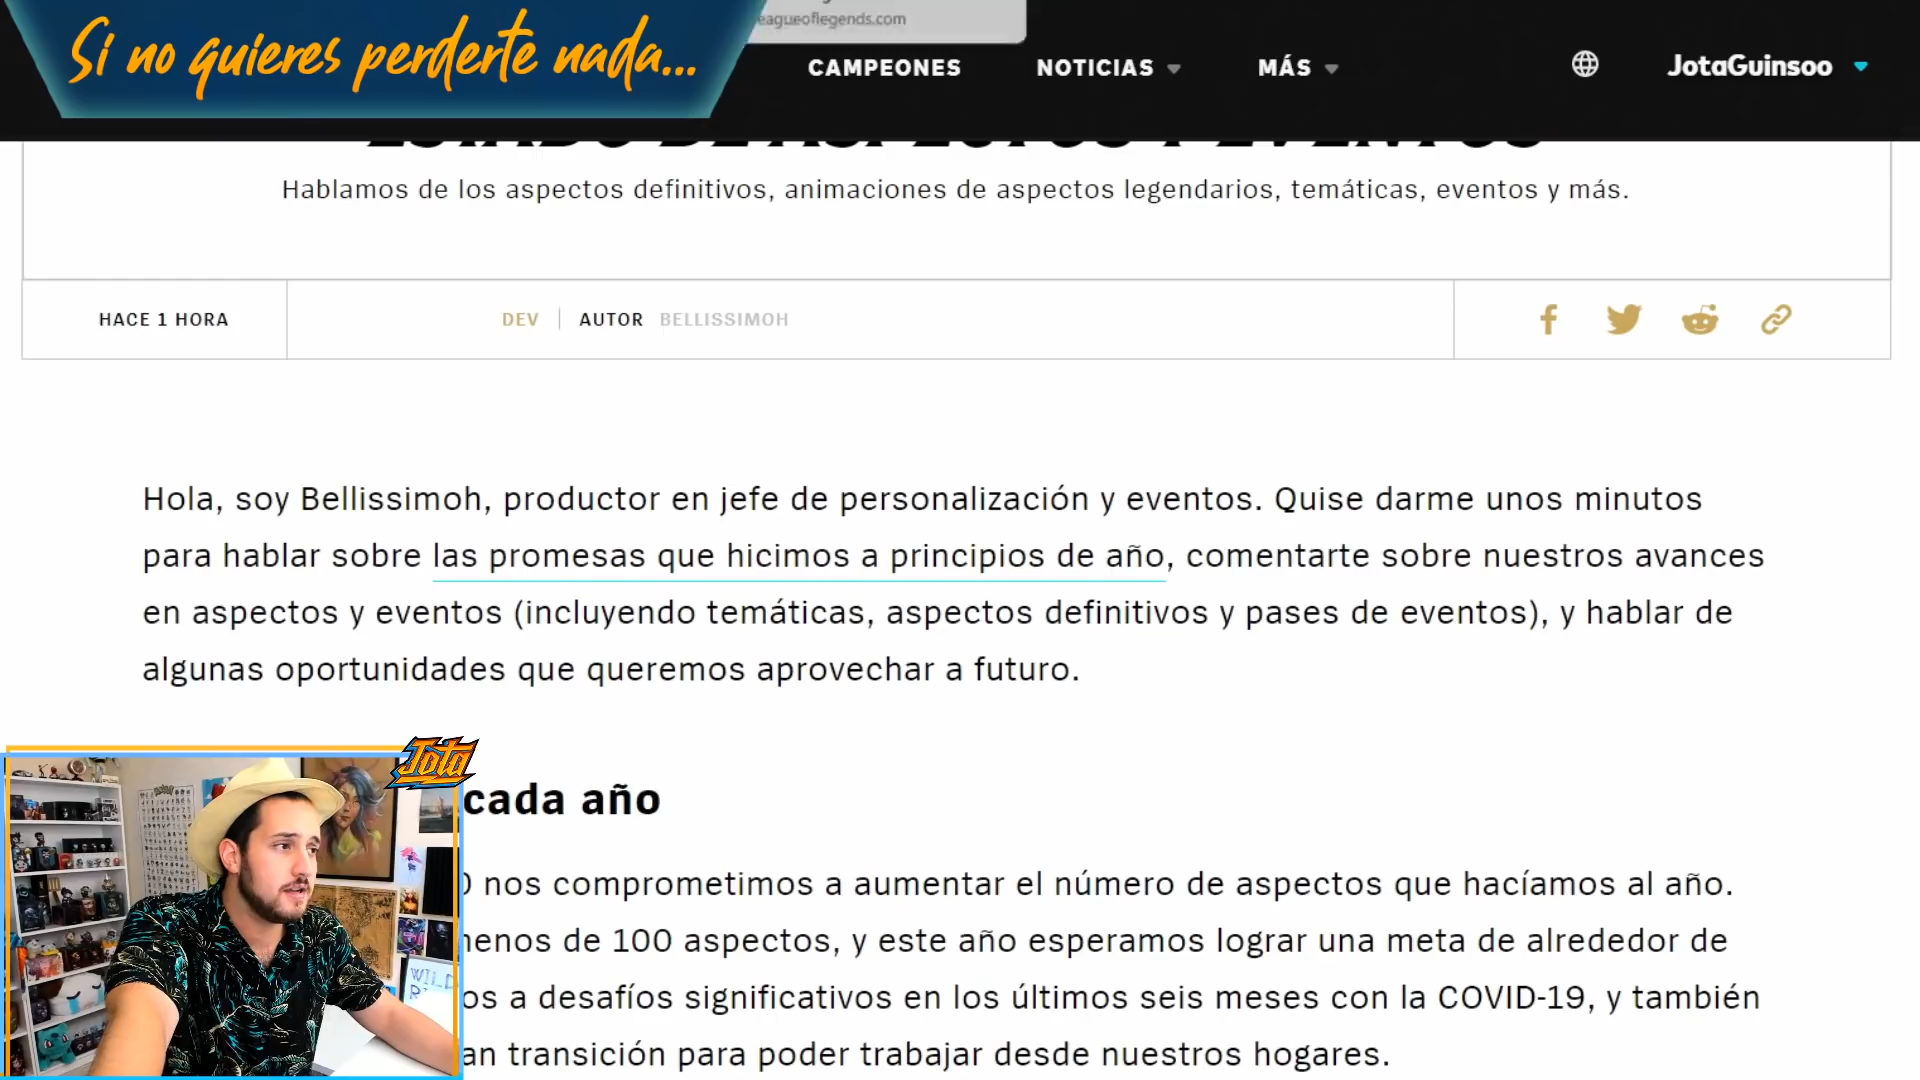 Si no quieres perderte nada...
eagueoflegends.com
CAMPEONES NOTICIAS MÁS JotaGuinsoo
ESTADO DE ASPECTOS Y EVENTOS
Hablamos de los aspectos definitivos, animaciones de aspectos legendarios, temáticas, eventos y más.
HACE 1 HORA DEV AUTOR BELLISSIMOH
Hola, soy Bellissimoh, productor en jefe de personalización y eventos. Quise darme unos minutos
para hablar sobre las promesas que hicimos a principios de año, comentarte sobre nuestros avances
en aspectos y eventos (incluyendo temáticas, aspectos definitivos y pases de eventos), y hablar de
algunas oportunidades que queremos aprovechar a futuro.
Jota
cada año
nos comprometimos a aumentar el número de aspectos que hacíamos al año.
menos de 100 aspectos, y este año esperamos lograr una meta de alrededor de
os a desafíos significativos en los últimos seis meses con la COVID-19, y también
an transición para poder trabajar desde nuestros hogares.
WILD
R